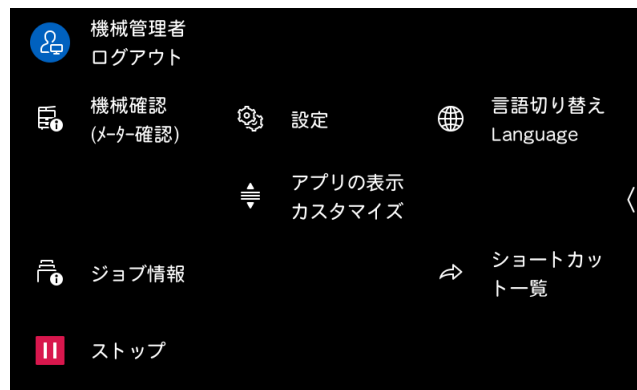 機械管理者
ログアウト
機械確認
(メーター確認)
設定
言語切り替え
Language
アプリの表示
カスタマイズ
ジョブ情報
ショートカッ
ト一覧
ストップ